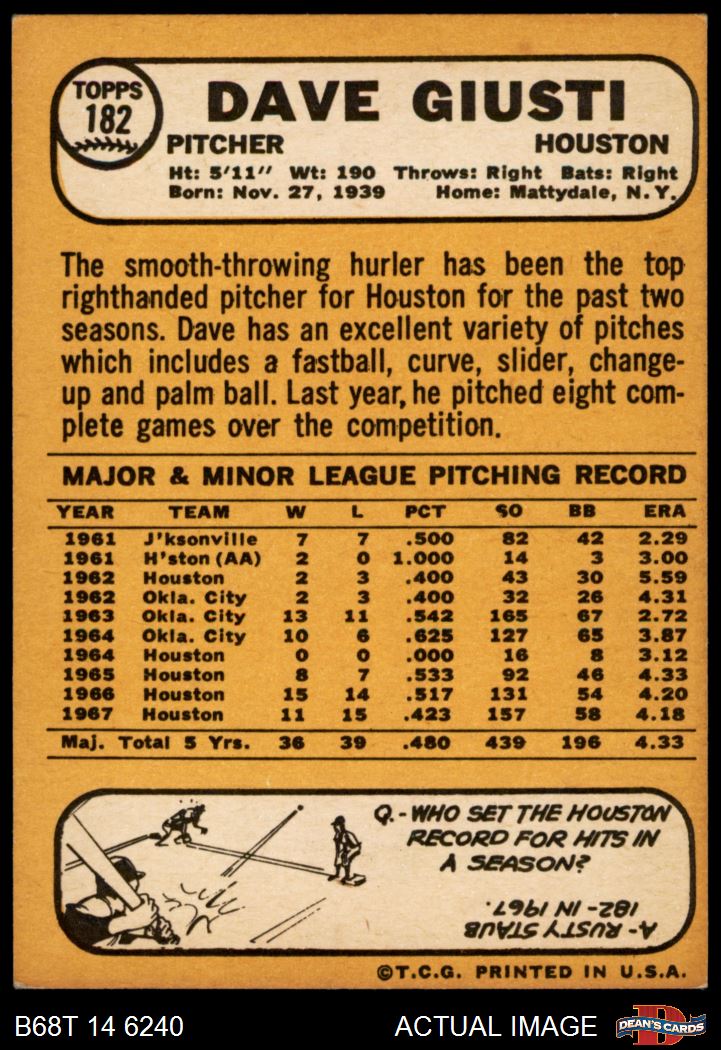 TOPPS
182
DAVE GIUSTI
PITCHER HOUSTON
Ht: 5'11" Wt: 190 Throws: Right Bats: Right
Born: Nov. 27, 1939 Home: Mattydale, N.Y.
The smooth-throwing hurler has been the top
righthanded pitcher for Houston for the past two
seasons. Dave has an excellent variety of pitches
which includes a fastball, curve, slider, change-
up and palm ball. Last year, he pitched eight com-
plete games over the competition.
MAJOR & MINOR LEAGUE PITCHING RECORD
YEAR TEAM W L PCT SO BB ERA
1961 J'ksonville 7 7 .500 82 42 2.29
1961 H'ston (AA) 2 0 1.000 14 3 3.00
1962 Houston 2 3 .400 43 30 5.59
1962 Okla. City 2 3 .400 32 26 4.31
1963 Okla. City 13 11 .542 165 67 2.72
1964 Okla. City 10 6 .625 127 65 3.87
1964 Houston 0 0 .000 16 8 3.12
1965 Houston 8 7 .533 92 46 4.33
1966 Houston 15 14 .517 131 54 4.20
1967 Houston 11 15 .423 157 58 4.18
Maj. Total 5 Yrs. 36 39 .480 439 196 4.33
Q.-WHO SET THE HOUSTON
RECORD FOR HITS IN
A SEASON?
A- RUSTY STAUB
182- IN 1967.
©T.C.G. PRINTED IN U.S.A.
B68T 14 6240 ACTUAL IMAGE
D
DEAN'S CARDS